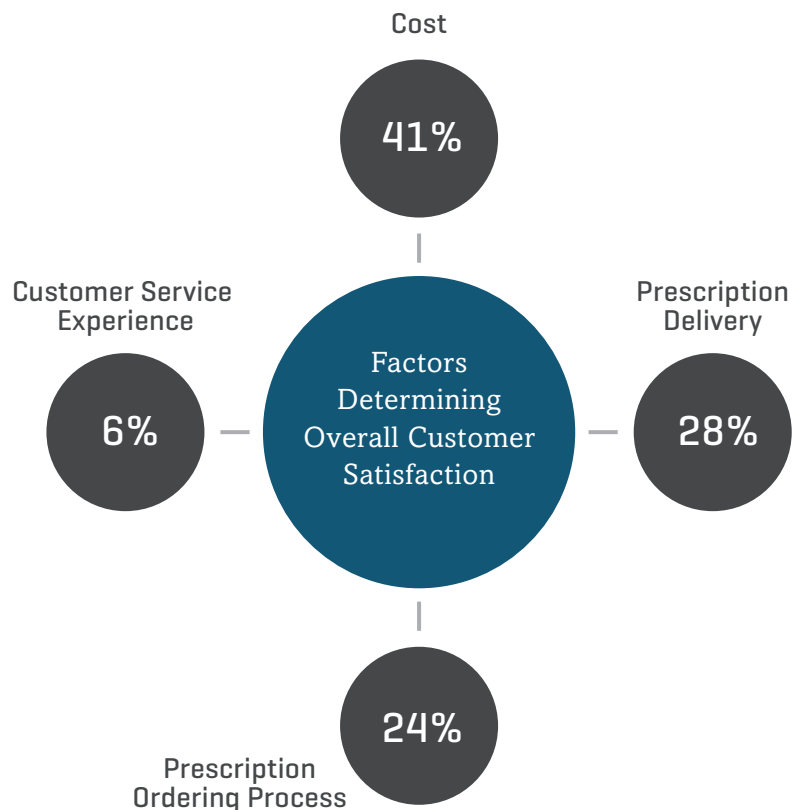 Cost
41%
Customer Service
Experience
6%
Factors
Determining
Overall Customer
Satisfaction
Prescription
Delivery
28%
24%
Prescription
Ordering Process